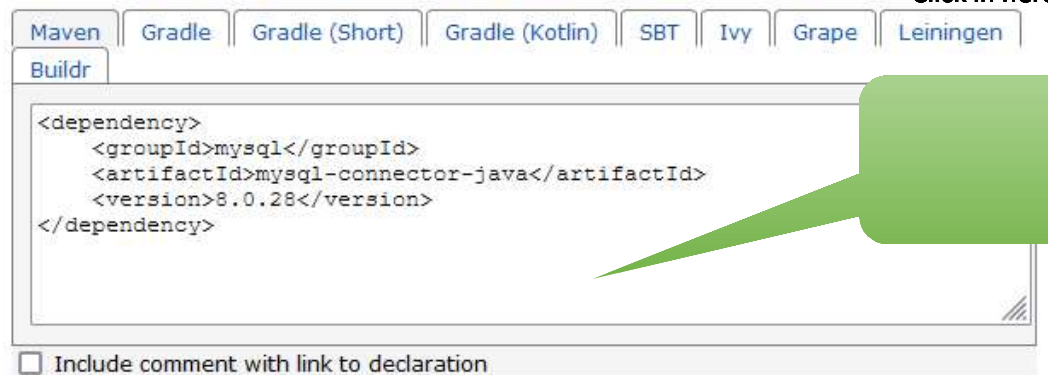 Maven Gradle Gradle (Short) Gradle (Kotlin) SBT Ivy Grape Leiningen
Buildr
<dependency>
    <groupId>mysql</groupId>
    <artifactId>mysql-connector-java</artifactId>
    <version>8.0.28</version>
</dependency>
Include comment with link to declaration